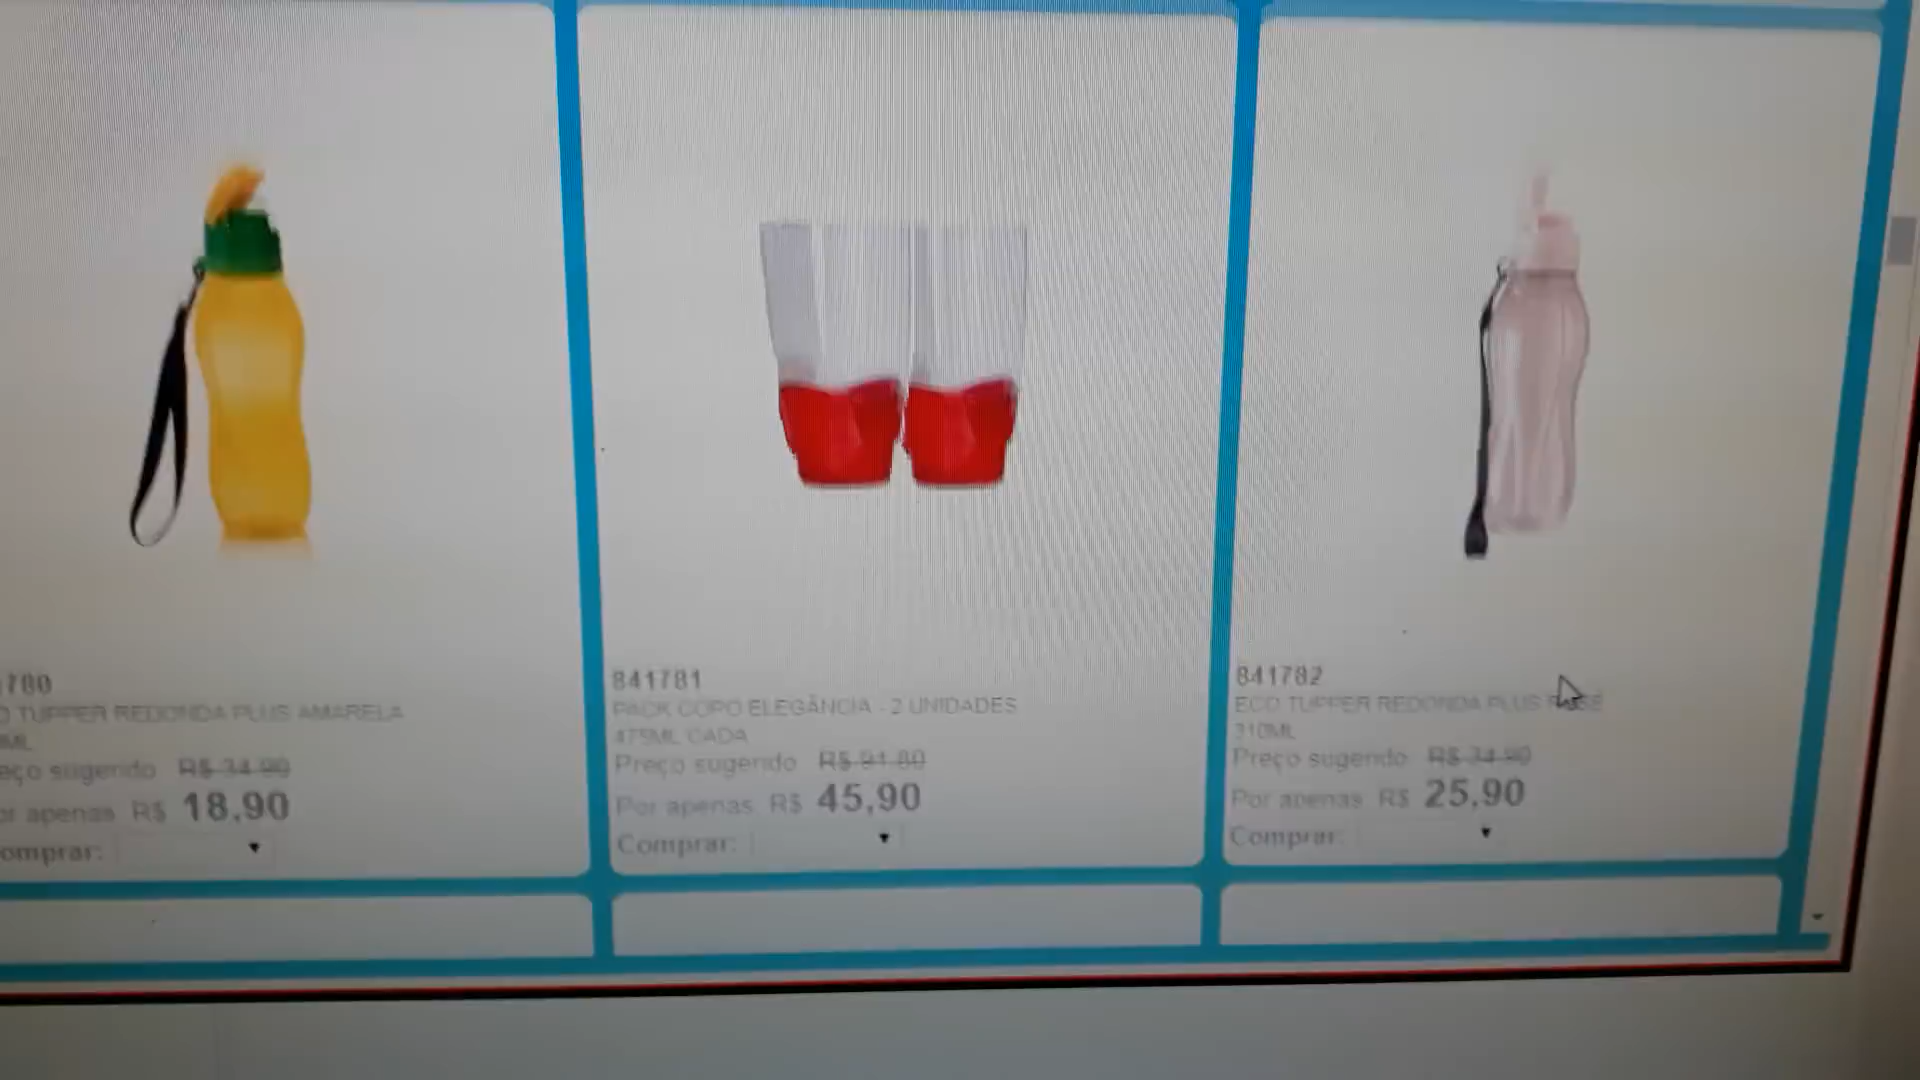 780
TUPPER REDONDA PLUS AMARELA
ML
eço sugerido R$ 34,90
or apenas R$ 18,90
omprar:
841781
PACK COPO ELEGÂNCIA - 2 UNIDADES
475ML CADA
Preço sugerido R$ 91,80
Por apenas R$ 45,90
Comprar:
841782
ECO TUPPER REDONDA PLUS
310ML
Preço sugerido R$ 34,90
Por apenas R$ 25,90
Comprar: